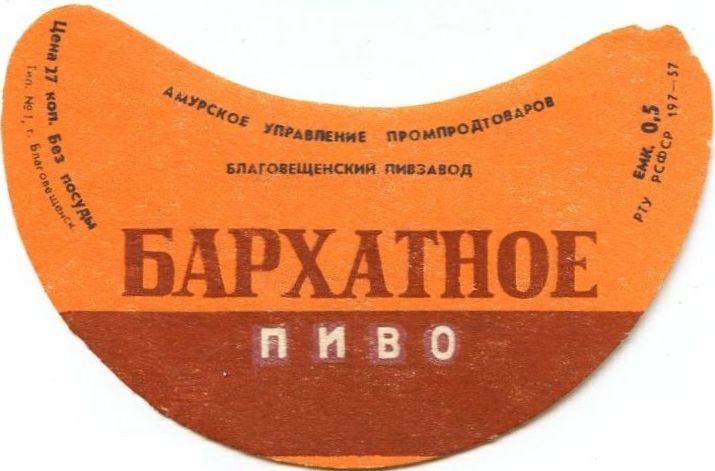 АМУРСКОЕ УПРАВЛЕНИЕ ПРОМПРОДТОВАРОВ
БЛАГОВЕЩЕНСКИЙ ПИВЗАВОД
БАРХАТНОЕ
ПИВО
Цена 27 коп. Без посуды
Тип. №1, г. Благовещенск
ЕМК. 0,5
РТУ РСФСР 197-57